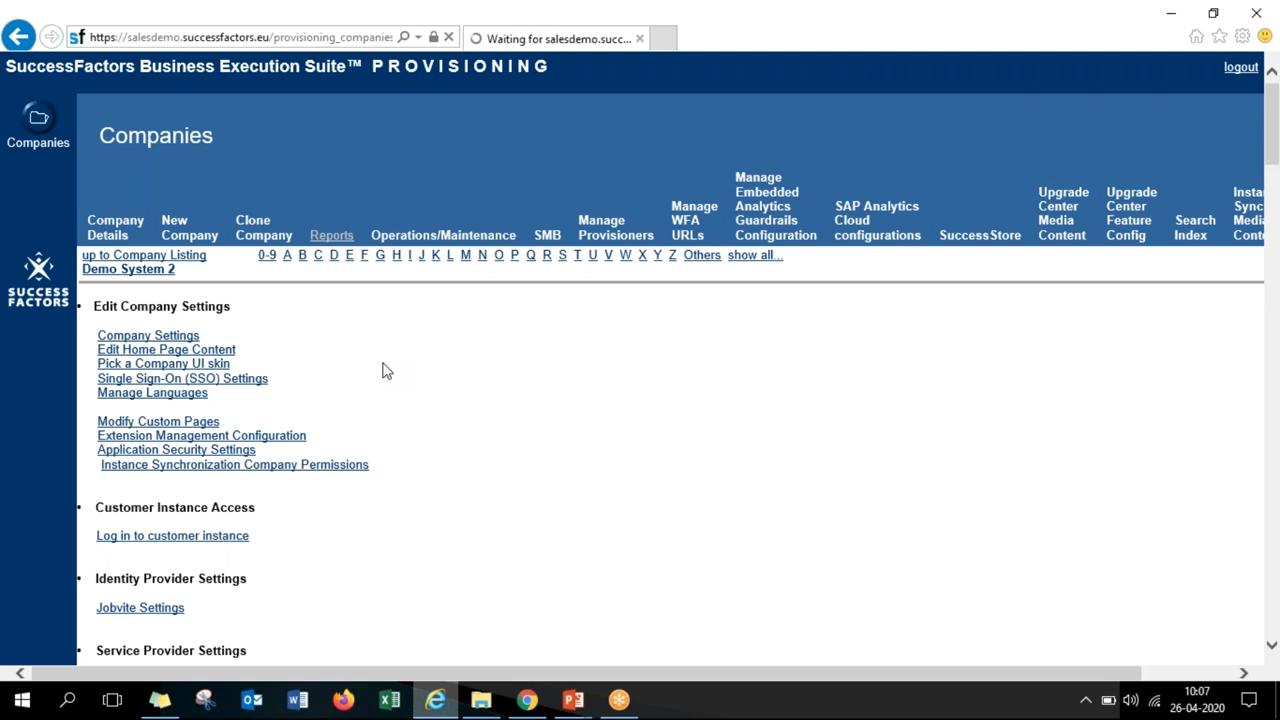 https://salesdemo.successfactors.eu/provisioning_companies
Waiting for salesdemo.succ...
SuccessFactors Business Execution Suite™ PROVISIONING
logout
Companies
Companies
Company Details
New Company
Clone Company
Reports
Operations/Maintenance
SMB
Manage Provisioners
Manage WFA URLs
Manage Embedded Analytics Guardrails Configuration
SAP Analytics Cloud configurations
SuccessStore
Upgrade Center Media Content
Upgrade Center Feature Config
Search Index
up to Company Listing
0-9 A B C D E F G H I J K L M N O P Q R S T U V W X Y Z Others show all...
Demo System 2
SUCCESS FACTORS
• Edit Company Settings
Company Settings
Edit Home Page Content
Pick a Company UI skin
Single Sign-On (SSO) Settings
Manage Languages
Modify Custom Pages
Extension Management Configuration
Application Security Settings
Instance Synchronization Company Permissions
• Customer Instance Access
Log in to customer instance
• Identity Provider Settings
Jobvite Settings
• Service Provider Settings
10:07
26-04-2020